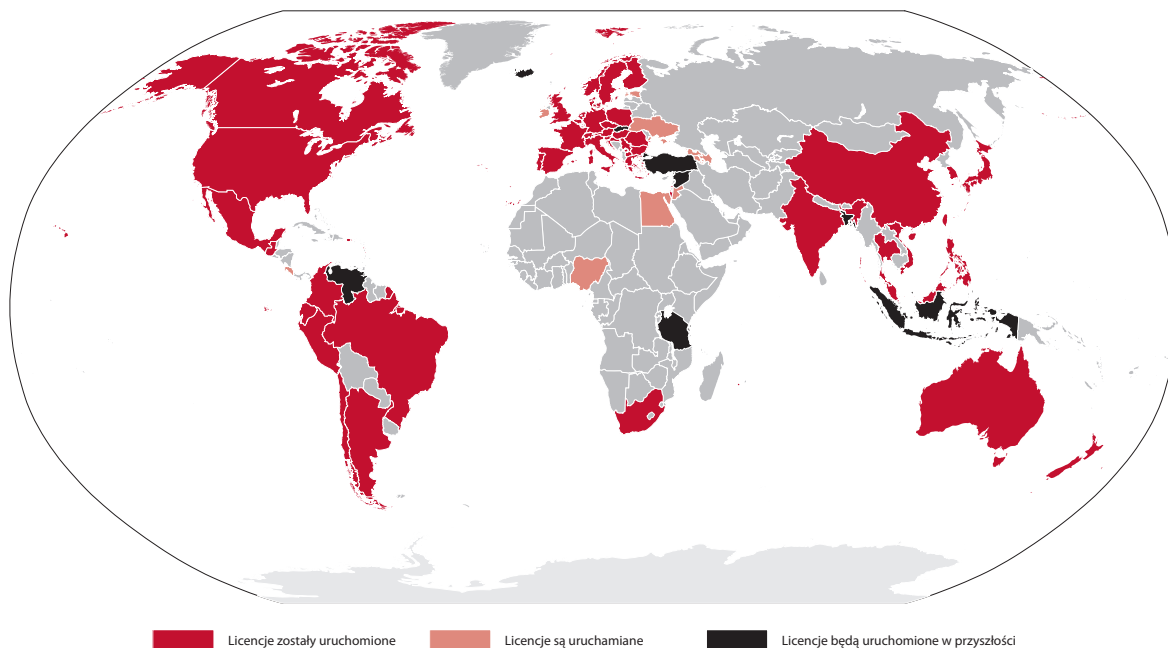 Licencje zostały uruchomione
Licencje są uruchamiane
Licencje będą uruchomione w przyszłości